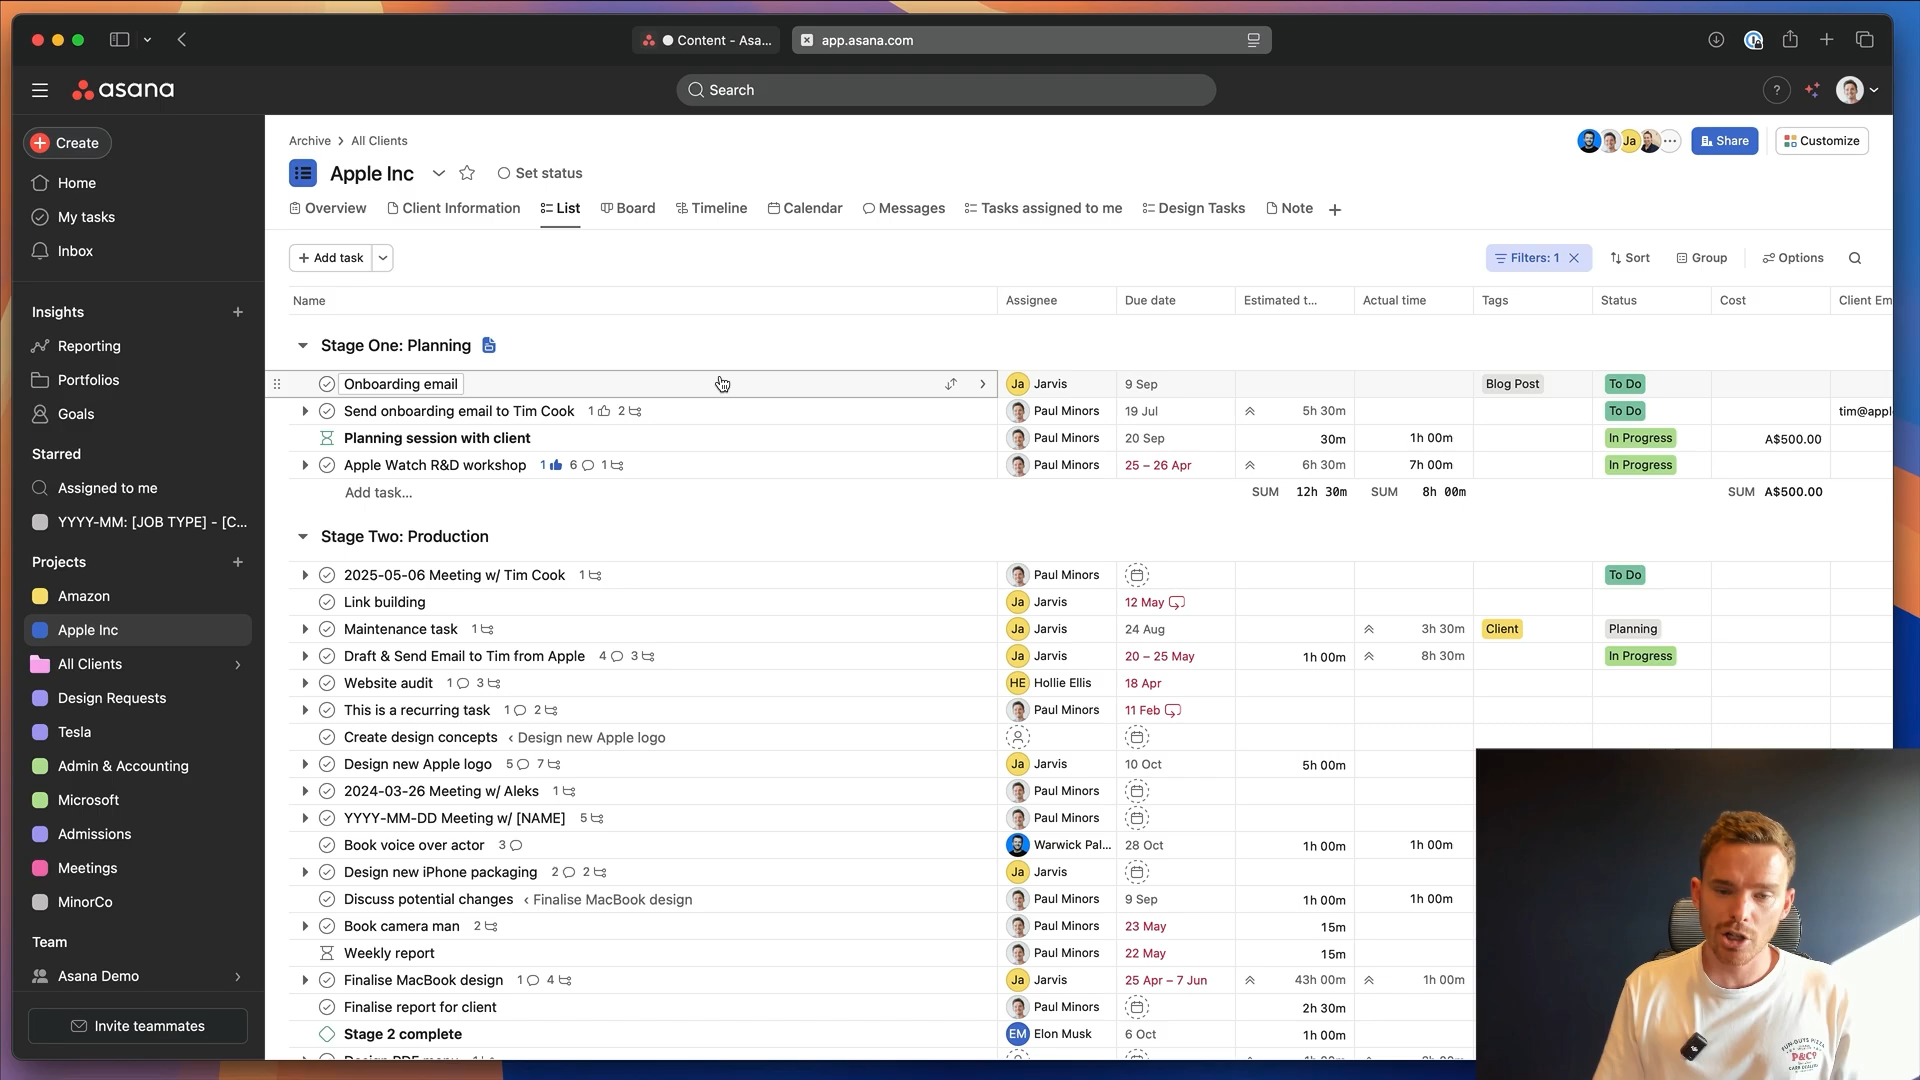 Content - Asa...
app.asana.com
asana
Search
?
Create
Home
My tasks
Inbox
Insights
Reporting
Portfolios
Goals
Starred
Assigned to me
YYYY-MM: [JOB TYPE] - [C...
Projects
Amazon
Apple Inc
All Clients
Design Requests
Tesla
Admin & Accounting
Microsoft
Admissions
Meetings
MinorCo
Team
Asana Demo
Invite teammates
Archive > All Clients
Ja
Share
Customize
Apple Inc
Set status
Overview Client Information List Board Timeline Calendar Messages Tasks assigned to me Design Tasks Note
Add task
Filters: 1 Sort Group Options
Name Assignee Due date Estimated t... Actual time Tags Status Cost Client Em
Stage One: Planning
Onboarding email Ja Jarvis 9 Sep Blog Post To Do
Send onboarding email to Tim Cook 1 2 Paul Minors 19 Jul 5h 30m To Do tim@appl
Planning session with client Paul Minors 20 Sep 30m 1h 00m In Progress A$500.00
Apple Watch R&D workshop 1 6 1 Paul Minors 25 – 26 Apr 6h 30m 7h 00m In Progress
Add task... SUM 12h 30m SUM 8h 00m SUM A$500.00
Stage Two: Production
2025-05-06 Meeting w/ Tim Cook 1 Paul Minors To Do
Link building Ja Jarvis 12 May
Maintenance task 1 Ja Jarvis 24 Aug 3h 30m Client Planning
Draft & Send Email to Tim from Apple 4 3 Ja Jarvis 20 – 25 May 1h 00m 8h 30m In Progress
Website audit 1 3 HE Hollie Ellis 18 Apr
This is a recurring task 1 2 Paul Minors 11 Feb
Create design concepts ‹ Design new Apple logo
Design new Apple logo 5 7 Ja Jarvis 10 Oct 5h 00m
2024-03-26 Meeting w/ Aleks 1 Paul Minors
YYYY-MM-DD Meeting w/ [NAME] 5 Paul Minors
Book voice over actor 3 Warwick Pal... 28 Oct 1h 00m 1h 00m
Design new iPhone packaging 2 2 Ja Jarvis
Discuss potential changes ‹ Finalise MacBook design Paul Minors 9 Sep 1h 00m 1h 00m
Book camera man 2 Paul Minors 23 May 15m
Weekly report Paul Minors 22 May 15m
Finalise MacBook design 1 4 Ja Jarvis 25 Apr – 7 Jun 43h 00m 1h 00m
Finalise report for client Paul Minors 2h 30m
Stage 2 complete EM Elon Musk 6 Oct 1h 00m
P&Co